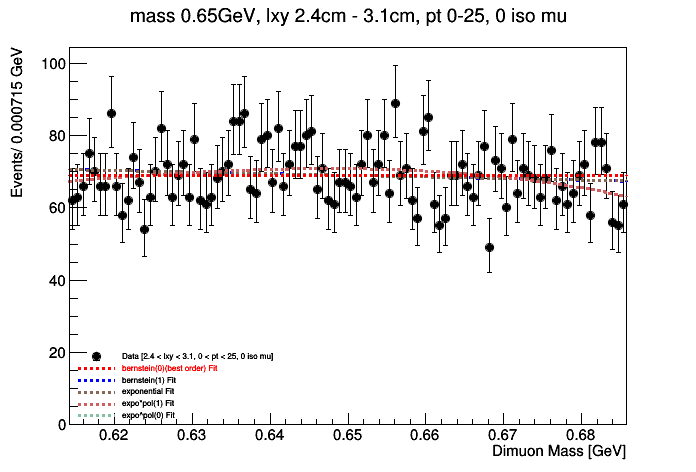 mass 0.65GeV, lxy 2.4cm - 3.1cm, pt 0-25, 0 iso mu
Events/ 0.000715 GeV
100
80
60
40
20
0
Data [2.4 < lxy < 3.1, 0 < pt < 25, 0 iso mu]
bernstein(0)(best order) Fit
bernstein(1) Fit
exponential Fit
expo*pol(1) Fit
expo^pol(0) Fit
0.62 0.63 0.64 0.65 0.66 0.67 0.68
Dimuon Mass [GeV]